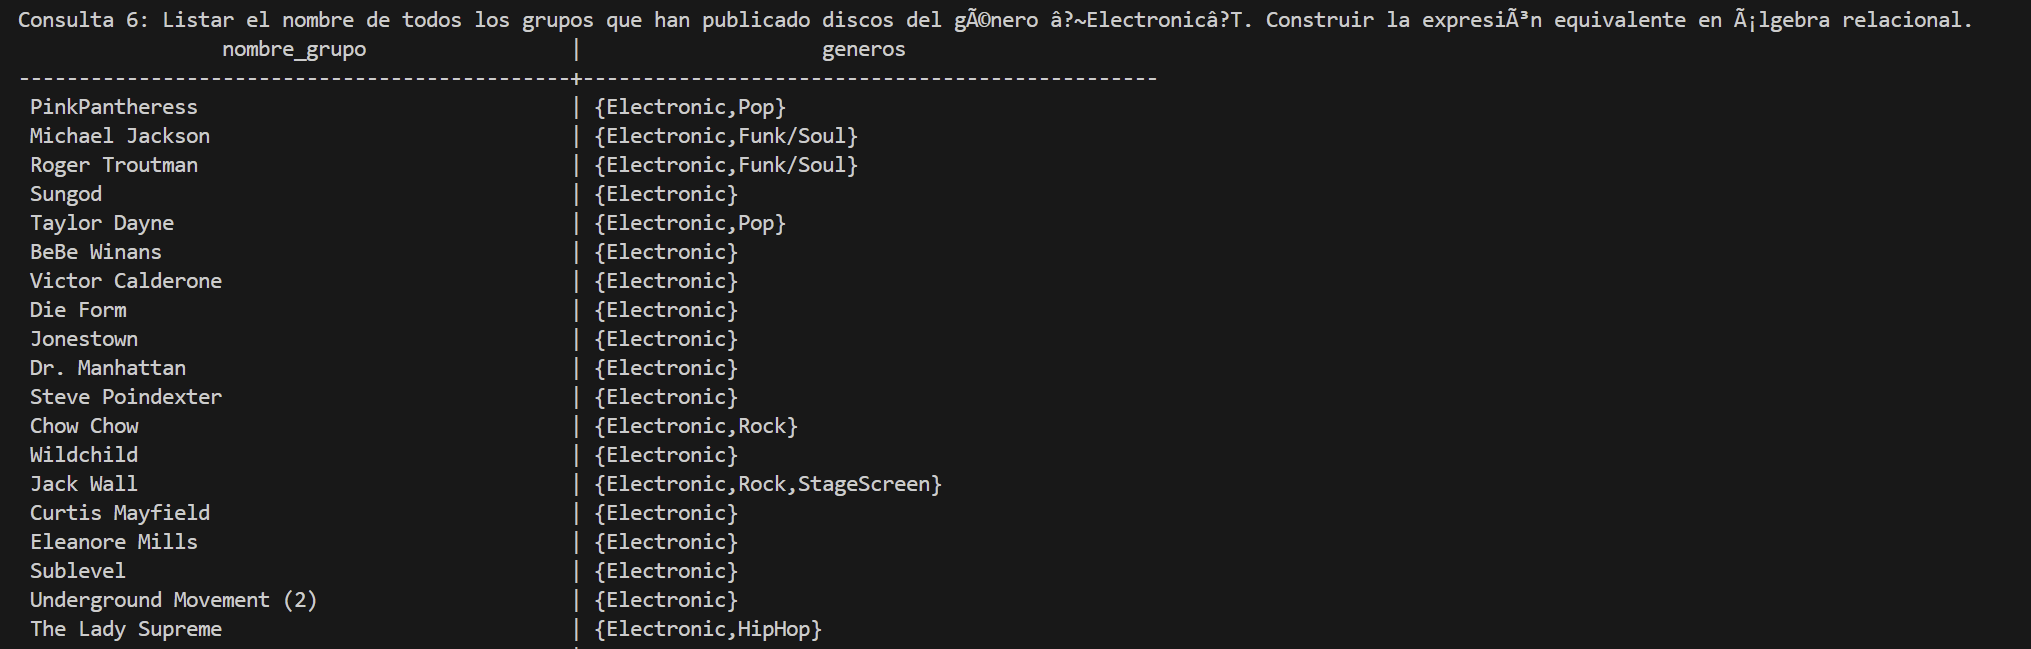 Consulta 6: Listar el nombre de todos los grupos que han publicado discos del gÃ©nero â?~Electronicâ?T. Construir la expresiÃ³n equivalente en Ã¡lgebra relacional.
nombre_grupo | generos
-----------------------------------------------+------------------------------------------------
PinkPantheress | {Electronic,Pop}
Michael Jackson | {Electronic,Funk/Soul}
Roger Troutman | {Electronic,Funk/Soul}
Sungod | {Electronic}
Taylor Dayne | {Electronic,Pop}
BeBe Winans | {Electronic}
Victor Calderone | {Electronic}
Die Form | {Electronic}
Jonestown | {Electronic}
Dr. Manhattan | {Electronic}
Steve Poindexter | {Electronic}
Chow Chow | {Electronic,Rock}
Wildchild | {Electronic}
Jack Wall | {Electronic,Rock,StageScreen}
Curtis Mayfield | {Electronic}
Eleanore Mills | {Electronic}
Sublevel | {Electronic}
Underground Movement (2) | {Electronic}
The Lady Supreme | {Electronic,HipHop}